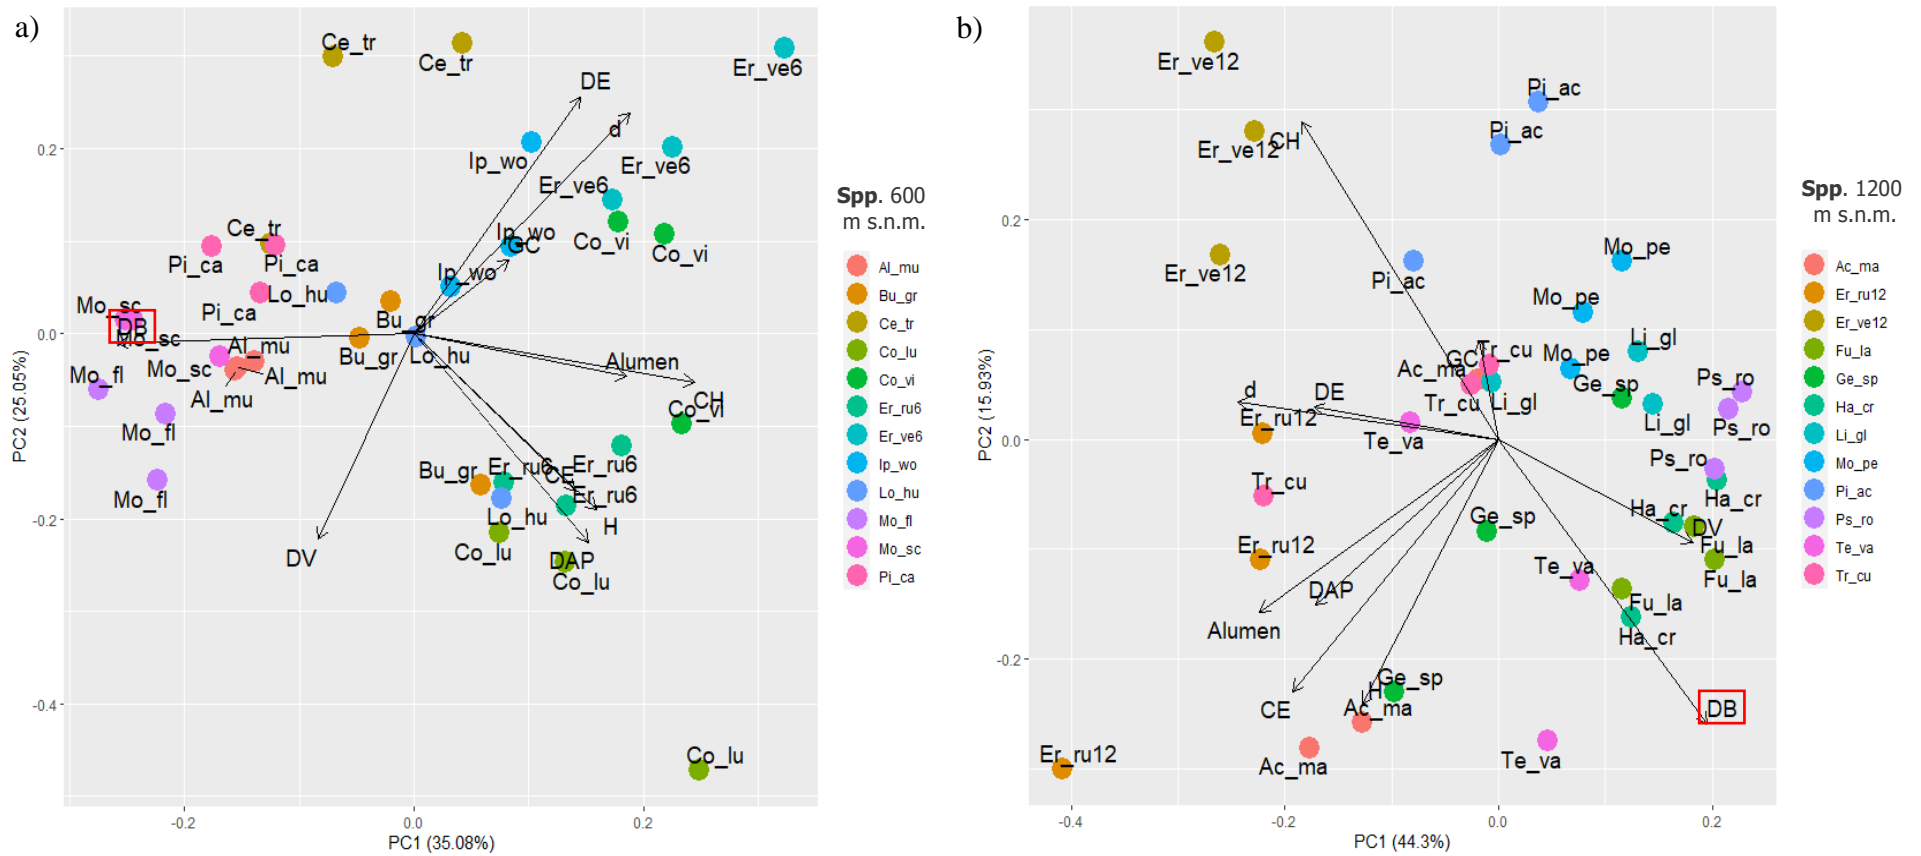 a)
Ce_tr
Ce_tr
Er_ve6
DE
d
Ip_wo
Er_ve6
Er_ve6
Ip_wo
GC
Co_vi
Co_vi
Ce_tr
Pi_ca
Pi_ca
Ip_wo
Lo_hu
Mo_sc
Pi_ca
DB
Bu_gr
Mo_sc
Al_mu
Bu_gr
Lo_hu
Alumen
Mo_fl
Mo_sc
Al_mu
Al_mu
CH
Co_vi
Mo_fl
Bu_gr
Er_ru6
CE
Er_ru6
Mo_fl
Er_ru6
Lo_hu
H
DV
Co_lu
DAP
Co_lu
Co_lu
0.2
0.0
-0.2
-0.4
PC2 (25.05%)
-0.2
0.0
0.2
PC1 (35.08%)
Spp. 600
m s.n.m.
Al_mu
Bu_gr
Ce_tr
Co_lu
Co_vi
Er_ru6
Er_ve6
Ip_wo
Lo_hu
Mo_fl
Mo_sc
Pi_ca
b)
Er_ve12
Pi_ac
Pi_ac
Er_ve12
CH
Mo_pe
Er_ve12
Pi_ac
Mo_pe
Li_gl
Tr_cu
GC
Mo_pe
Ac_ma
Ge_sp
Ps_ro
d
DE
Tr_cu
Li_gl
Er_ru12
Li_gl
Ps_ro
Te_va
Ps_ro
Tr_cu
Ha_cr
Ha_cr
Ge_sp
DV
Er_ru12
Fu_la
Te_va
Fu_la
DAP
Fu_la
Alumen
Ha_cr
Ge_sp
H
CE
Ac_ma
DB
Er_ru12
Ac_ma
Te_va
0.2
0.0
-0.2
PC2 (15.93%)
-0.4
-0.2
0.0
0.2
PC1 (44.3%)
Spp. 1200
m s.n.m.
Ac_ma
Er_ru12
Er_ve12
Fu_la
Ge_sp
Ha_cr
Li_gl
Mo_pe
Pi_ac
Ps_ro
Te_va
Tr_cu